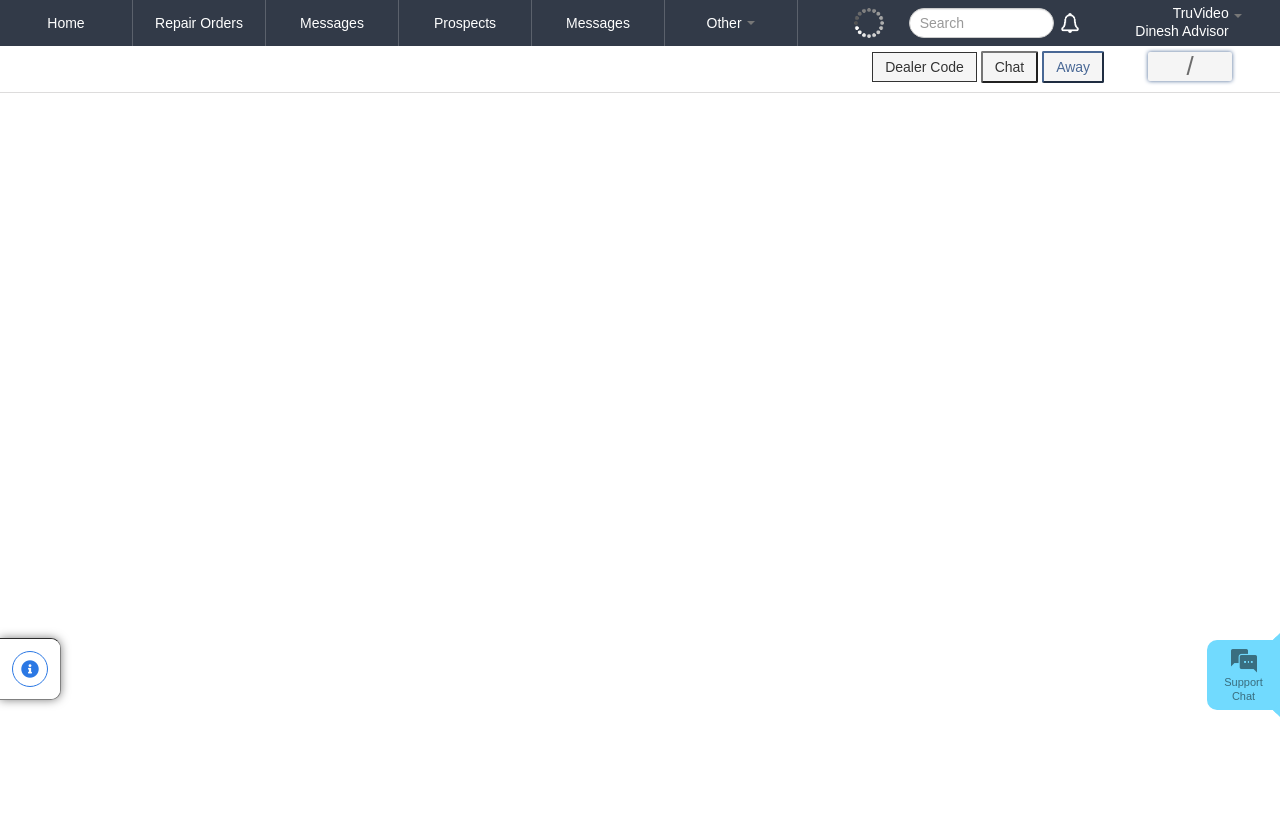 Home
Repair Orders
Messages
Prospects
Messages
Other
Search
TruVideo
Dinesh Advisor
Dealer Code
Chat
Away
/
Support
Chat